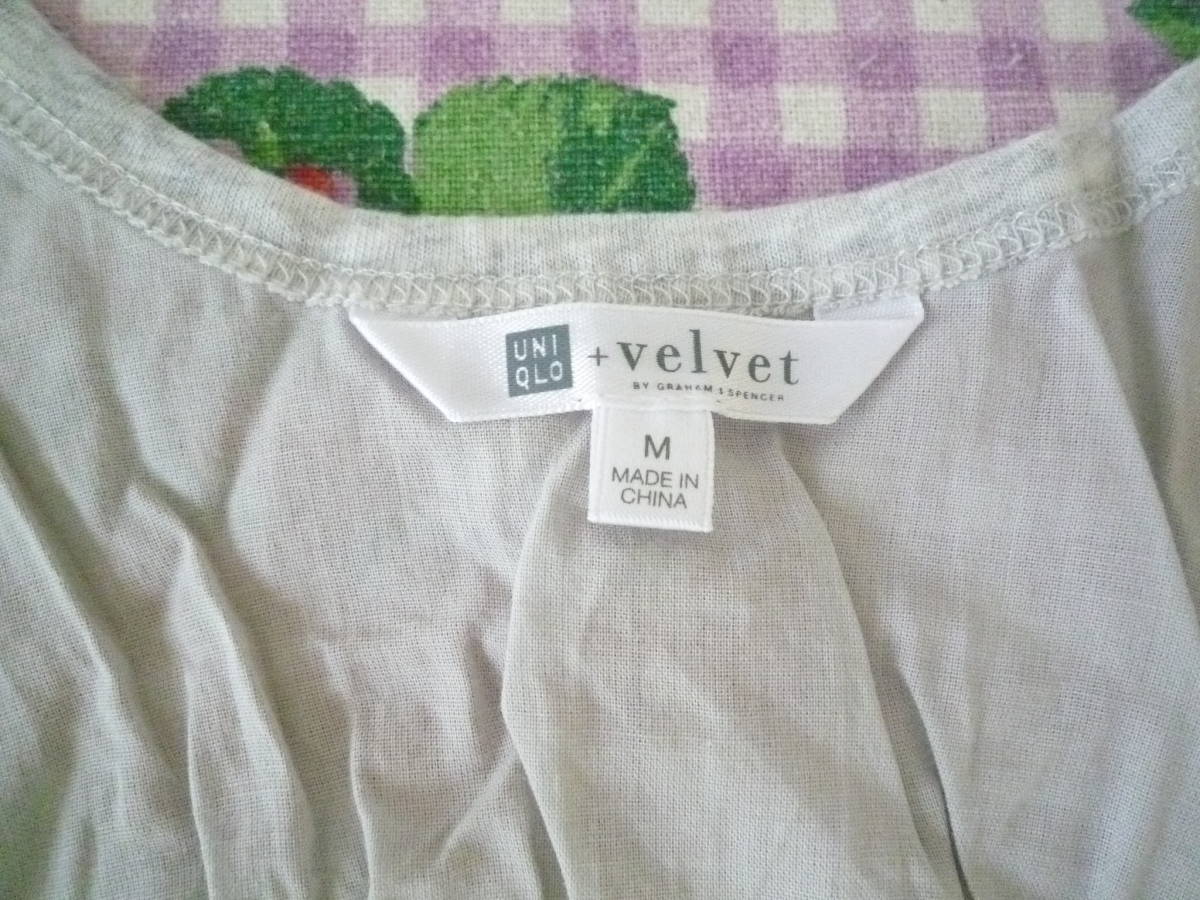 UNI
QLO
+velvet
BY GRAHAM & SPENCER
M
MADE IN
CHINA